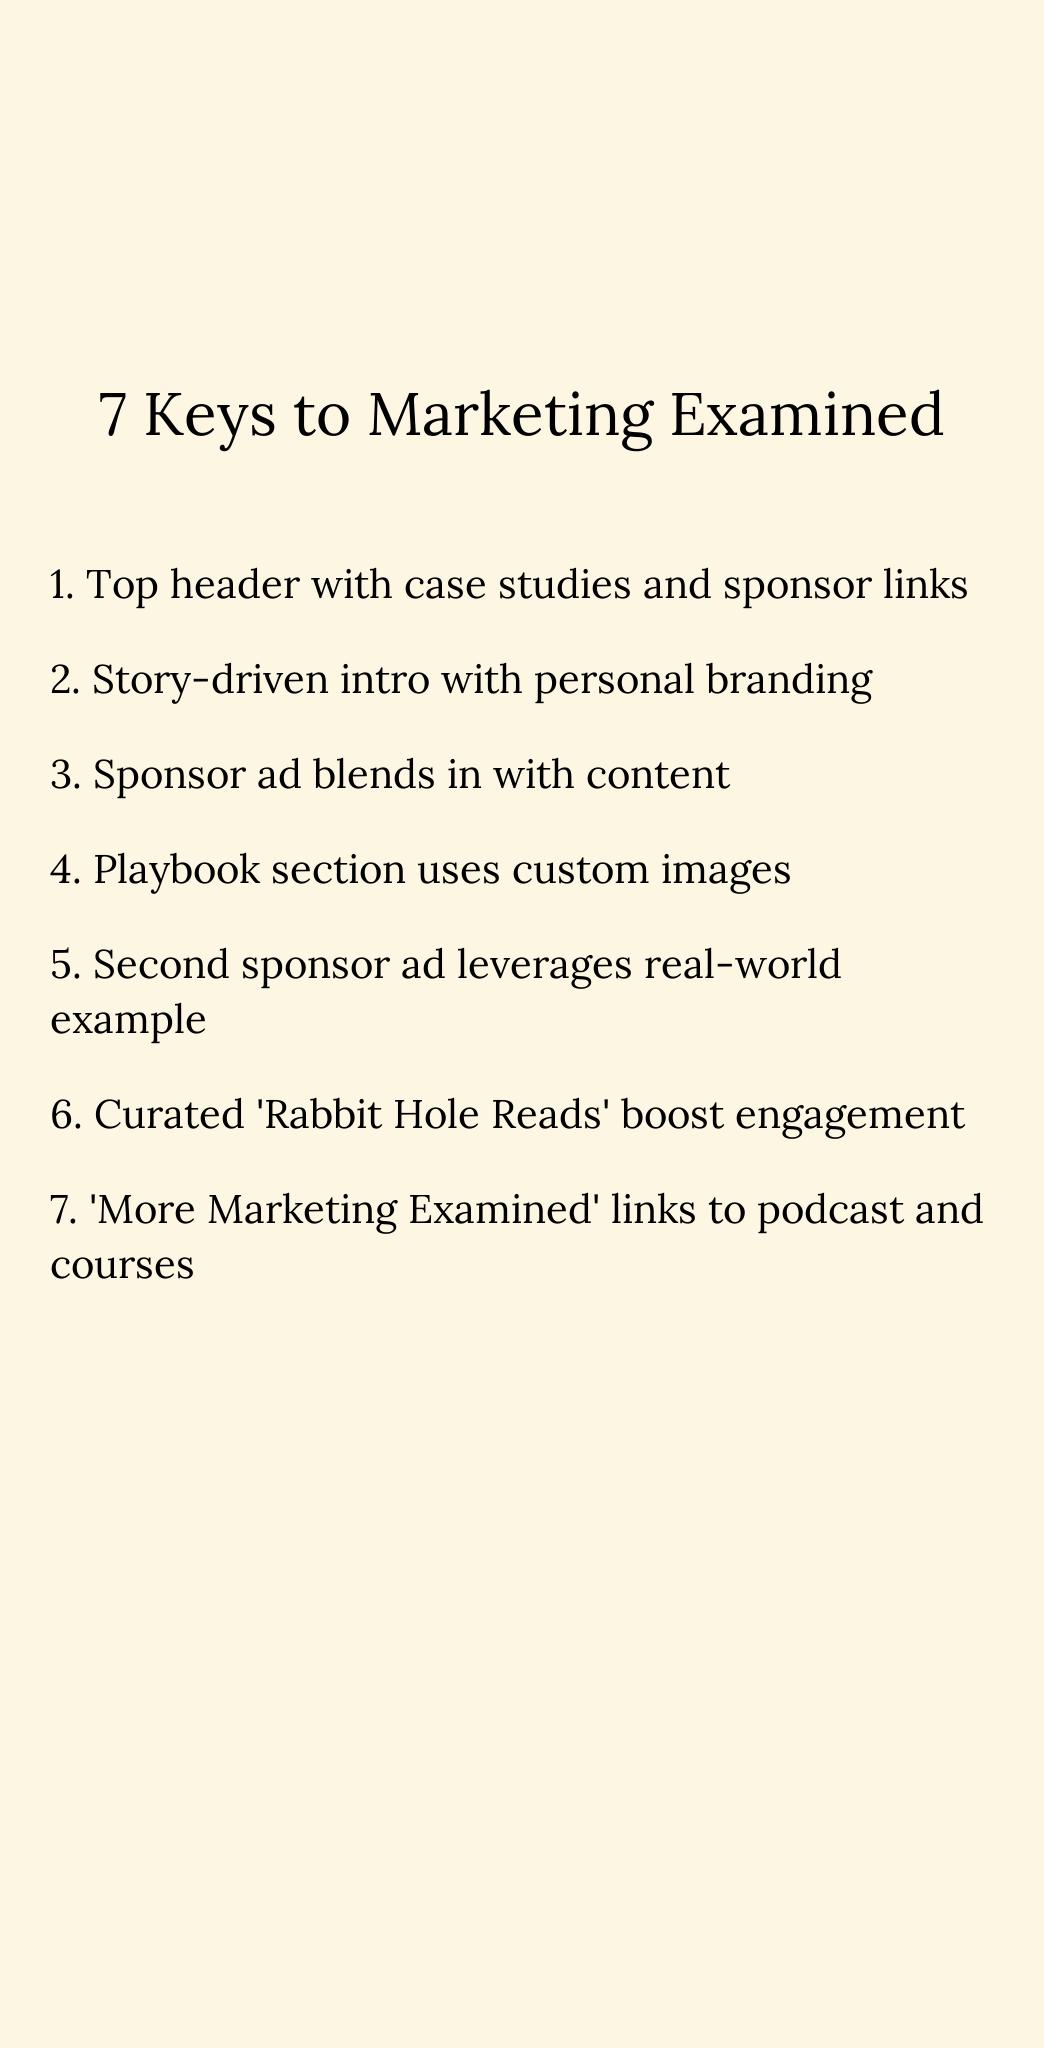 7 Keys to Marketing Examined
1. Top header with case studies and sponsor links
2. Story-driven intro with personal branding
3. Sponsor ad blends in with content
4. Playbook section uses custom images
5. Second sponsor ad leverages real-world
example
6. Curated 'Rabbit Hole Reads' boost engagement
7. 'More Marketing Examined' links to podcast and
courses